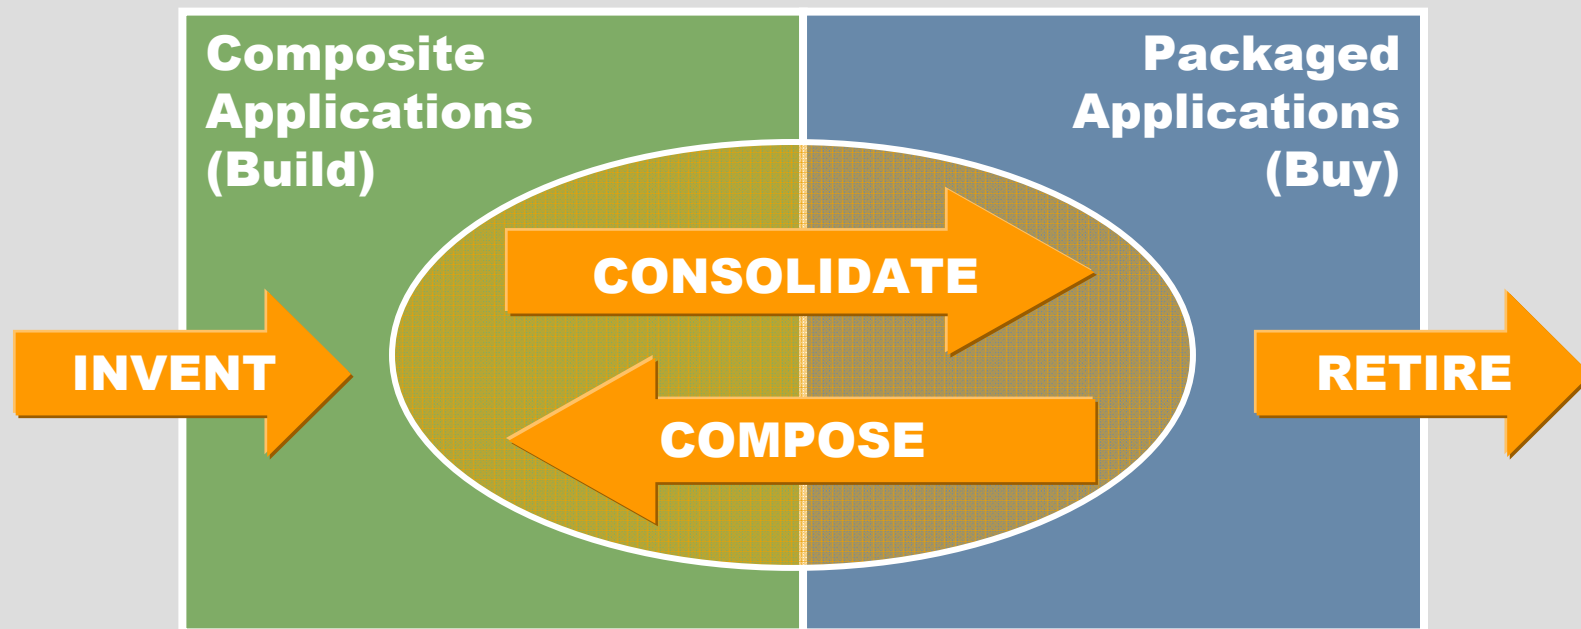 Composite
Applications
(Build)
Packaged
Applications
(Buy)
CONSOLIDATE
INVENT
RETIRE
COMPOSE